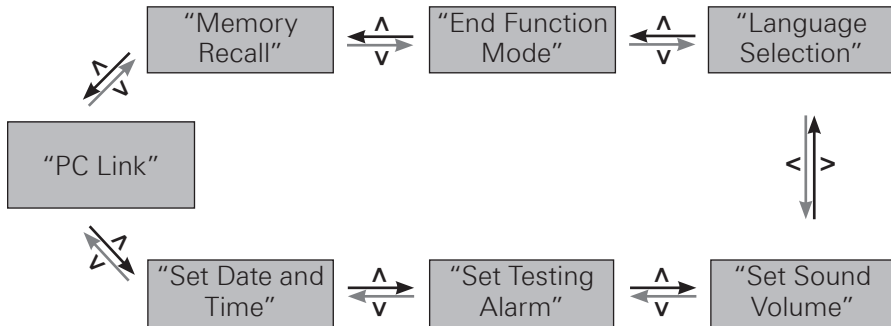 “Memory
Recall”
ʌ
v
“End Function
Mode”
ʌ
v
“Language
Selection”
<
>
“PC Link”
< >
<
>
“Set Date and
Time”
ʌ
v
“Set Testing
Alarm”
ʌ
v
“Set Sound
Volume”